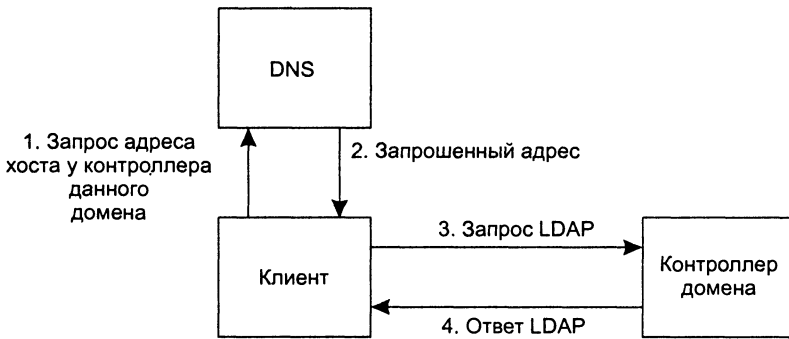 DNS
1. Запрос адреса
хоста у контроллера
данного
домена
2. Запрошенный адрес
3. Запрос LDAP
Клиент
Контроллер
домена
4. Ответ LDAP